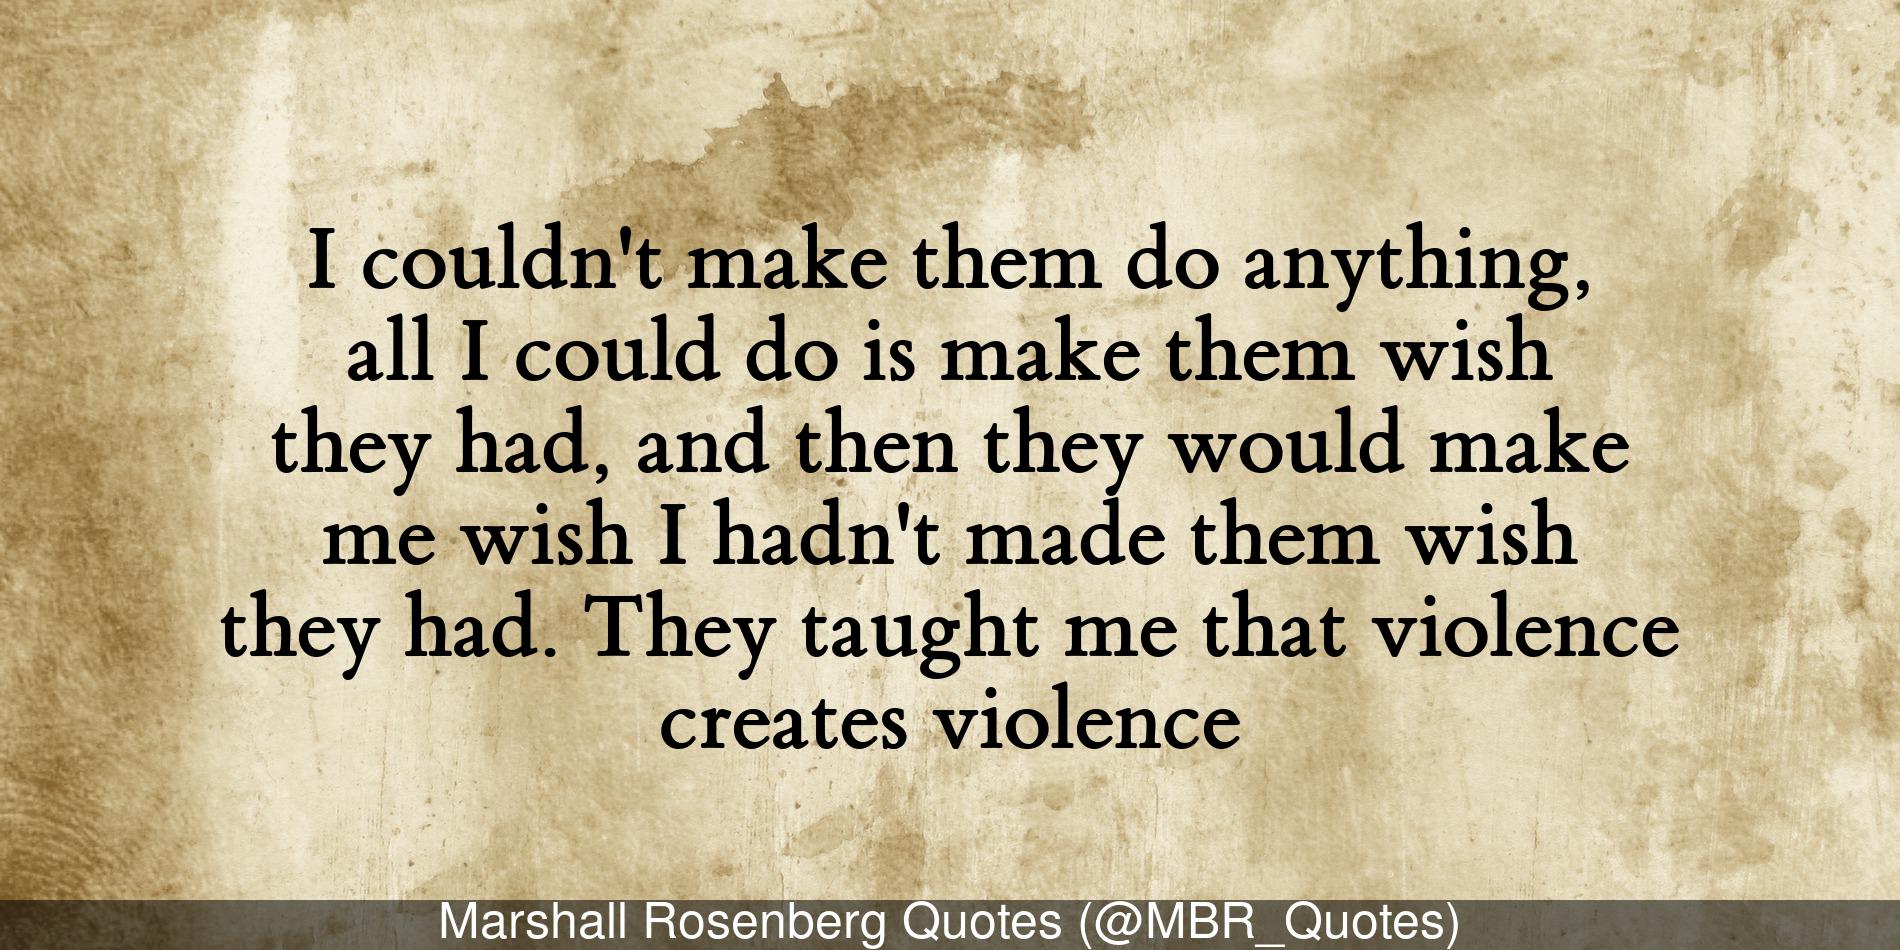 I couldn't make them do anything,
all I could do is make them wish
they had, and then they would make
me wish I hadn't made them wish
they had. They taught me that violence
creates violence
Marshall Rosenberg Quotes (@MBR_Quotes)